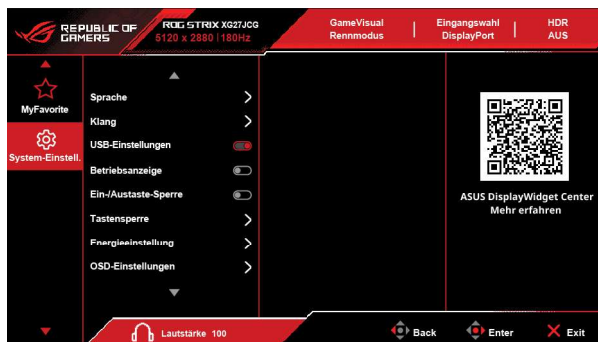 REPUBLIC OF
GAMERS
ROG STRIX XG27JCG
5120 x 2880 | 180Hz
GameVisual
Rennmodus
Eingangswahl
DisplayPort
HDR
AUS
MyFavorite
System-Einstell.
Sprache
Klang
USB-Einstellungen
Betriebsanzeige
Ein-/Austaste-Sperre
Tastensperre
Energieeinstellung
OSD-Einstellungen
ASUS DisplayWidget Center
Mehr erfahren
Lautstärke 100
Back
Enter
Exit